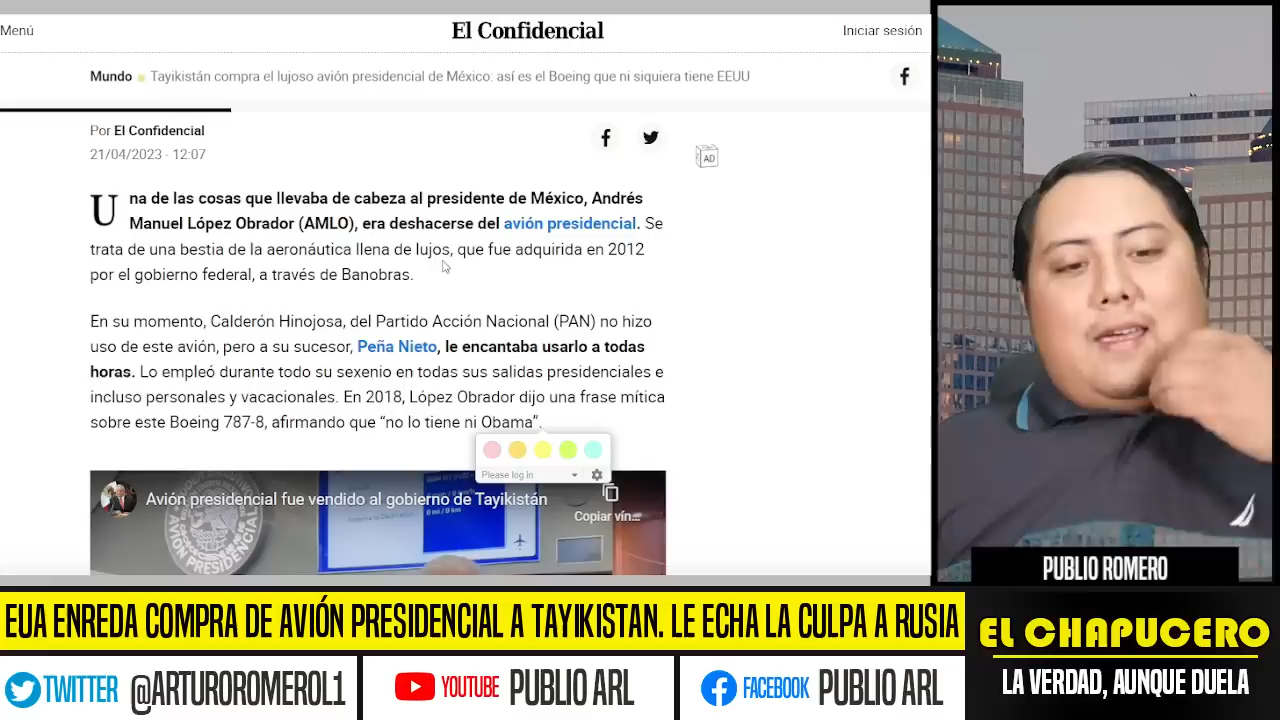 Menú
El Confidencial
Iniciar sesión
Mundo
Tayikistán compra el lujoso avión presidencial de México: así es el Boeing que ni siquiera tiene EEUU
Por El Confidencial
21/04/2023 - 12:07
AD
Una de las cosas que llevaba de cabeza al presidente de México, Andrés
Manuel López Obrador (AMLO), era deshacerse del avión presidencial. Se
trata de una bestia de la aeronáutica llena de lujos, que fue adquirida en 2012
por el gobierno federal, a través de Banobras.
En su momento, Calderón Hinojosa, del Partido Acción Nacional (PAN) no hizo
uso de este avión, pero a su sucesor, Peña Nieto, le encantaba usarlo a todas
horas. Lo empleó durante todo su sexenio en todas sus salidas presidenciales e
incluso personales y vacacionales. En 2018, López Obrador dijo una frase mítica
sobre este Boeing 787-8, afirmando que “no lo tiene ni Obama”.
Please log in
Avión presidencial fue vendido al gobierno de Tayikistán
Copiar vín...
AVIÓN PRESIDENCIAL
PUBLIO ROMERO
EUA ENREDA COMPRA DE AVIÓN PRESIDENCIAL A TAYIKISTAN. LE ECHA LA CULPA A RUSIA
EL CHAPUCERO
LA VERDAD, AUNQUE DUELA
TWITTER @ARTUROROMEROL1
YOUTUBE PUBLIO ARL
FACEBOOK PUBLIO ARL